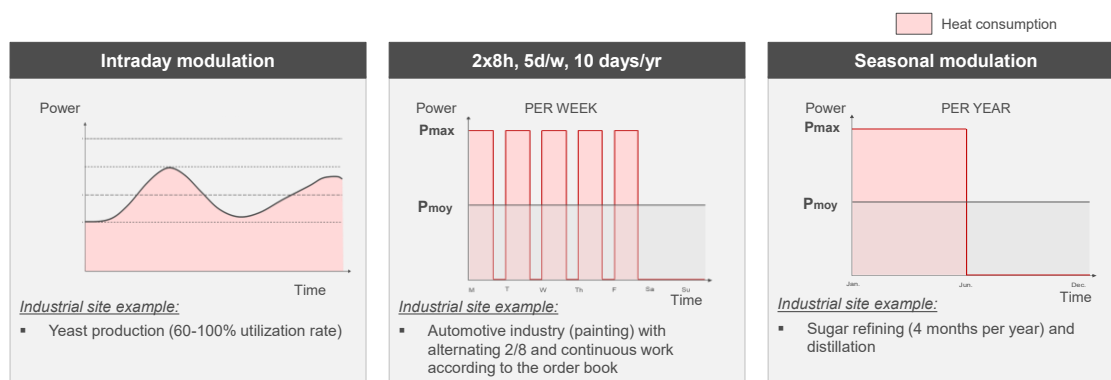 Heat consumption
Intraday modulation
Power
Time
Industrial site example:
▪ Yeast production (60-100% utilization rate)
2x8h, 5d/w, 10 days/yr
Power
PER WEEK
Pmax
Pmoy
M T W Th F Sa Su
Time
Industrial site example:
▪ Automotive industry (painting) with
alternating 2/8 and continuous work
according to the order book
Seasonal modulation
Power
PER YEAR
Pmax
Pmoy
Jan. Jun. Dec.
Time
Industrial site example:
▪ Sugar refining (4 months per year) and
distillation